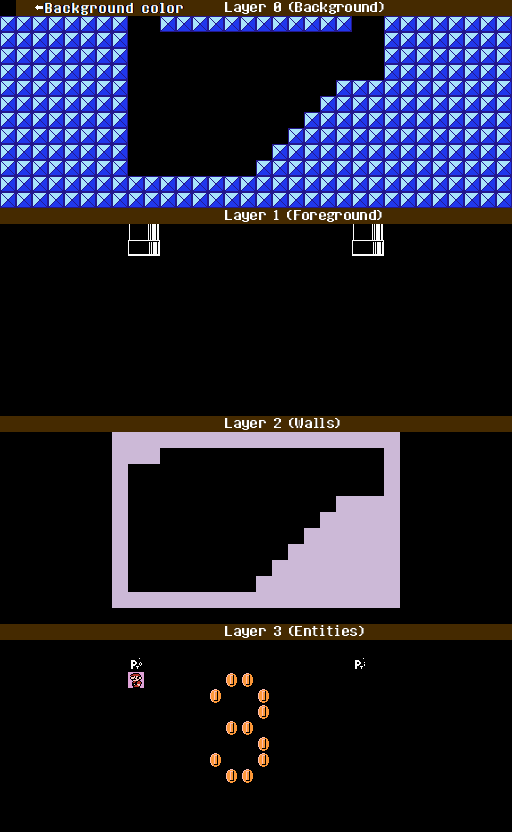 ←Background color Layer 0 (Background)
Layer 1 (Foreground)
Layer 2 (Walls)
Layer 3 (Entities)
P. P.